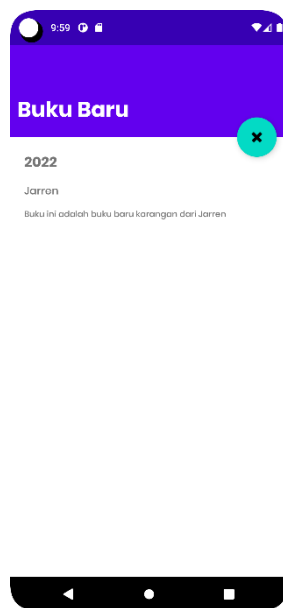 9:59
Buku Baru
2022
Jarren
Buku ini adalah buku baru karangan dari Jarren